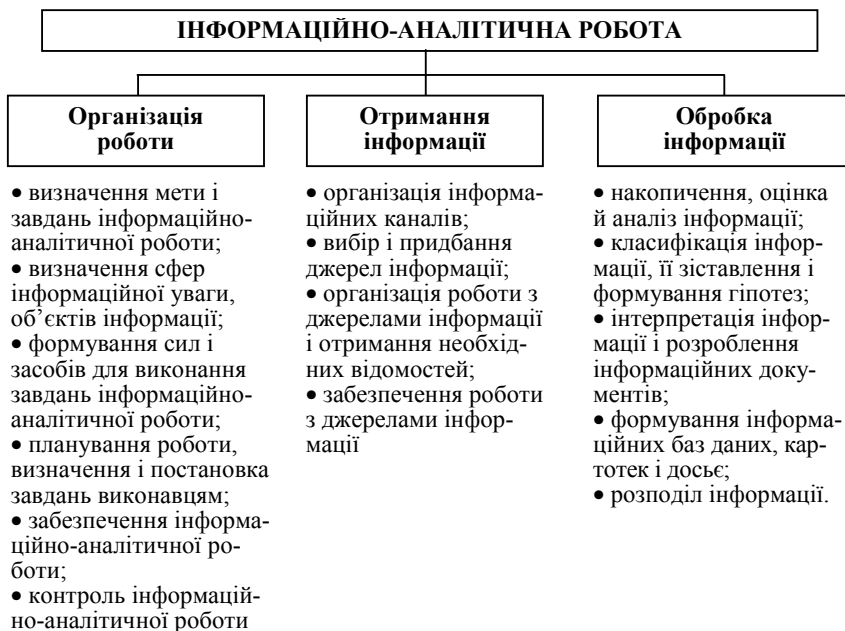 ІНФОРМАЦІЙНО-АНАЛІТИЧНА РОБОТА
Організація
роботи
• визначення мети і
завдань інформаційно-
аналітичної роботи;
• визначення сфер
інформаційної уваги,
об’єктів інформації;
• формування сил і
засобів для виконання
завдань інформаційно-
аналітичної роботи;
• планування роботи,
визначення і постановка
завдань виконавцям;
• забезпечення інформа-
ційно-аналітичної ро-
боти;
• контроль інформацій-
но-аналітичної роботи
Отримання
інформації
• організація інформа-
ційних каналів;
• вибір і придбання
джерел інформації;
• організація роботи з
джерелами інформації
і отримання необхід-
них відомостей;
• забезпечення роботи
з джерелами інфор-
мації
Обробка
інформації
• накопичення, оцінка
й аналіз інформації;
• класифікація інфор-
мації, її зіставлення і
формування гіпотез;
• інтерпретація інфор-
мації і розроблення
інформаційних доку-
ментів;
• формування інформа-
ційних баз даних, кар-
тотек і досьє;
• розподіл інформації.